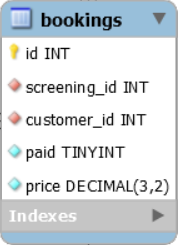 bookings
id INT
screening_id INT
customer_id INT
paid TINYINT
price DECIMAL(3,2)
Indexes